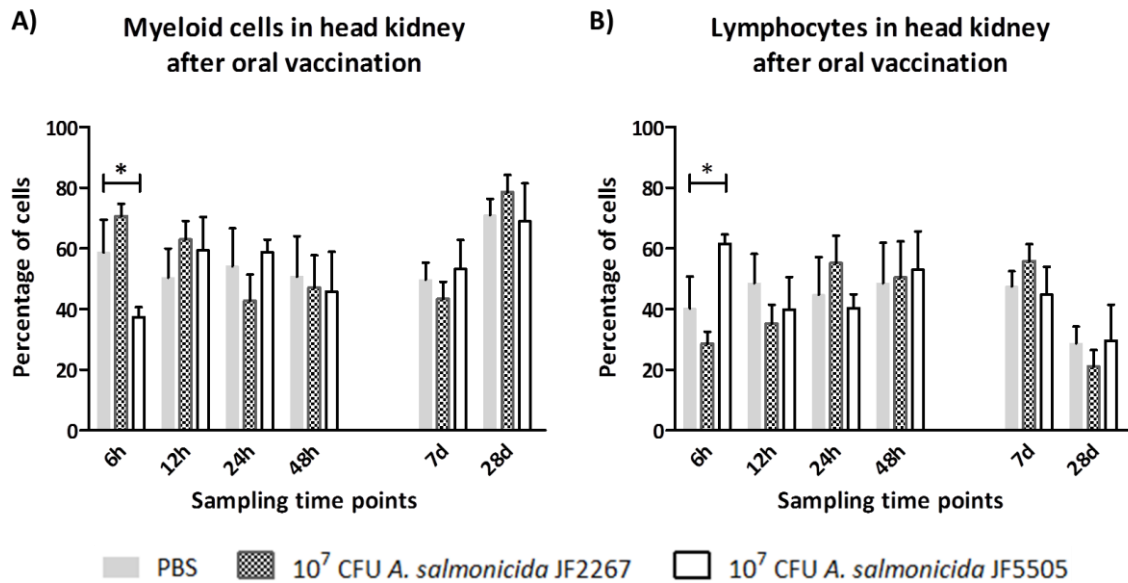 A)
Myeloid cells in head kidney
after oral vaccination
Percentage of cells
100
80
60
40
20
0
*
6h
12h
24h
48h
7d
28d
Sampling time points
B)
Lymphocytes in head kidney
after oral vaccination
Percentage of cells
100
80
60
40
20
0
*
6h
12h
24h
48h
7d
28d
Sampling time points
PBS
10⁷ CFU A. salmonicida JF2267
10⁷ CFU A. salmonicida JF5505